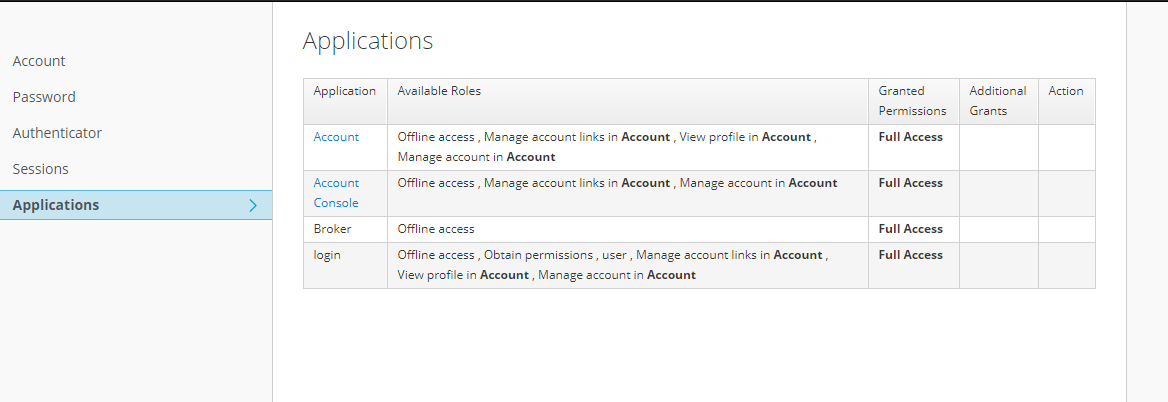 Applications
Account
Password
Authenticator
Sessions
Applications
Application Available Roles Granted Permissions Additional Grants Action
Account Offline access , Manage account links in Account , View profile in Account , Full Access
Manage account in Account
Account Console Offline access , Manage account links in Account , Manage account in Account Full Access
Broker Offline access Full Access
login Offline access , Obtain permissions , user , Manage account links in Account , Full Access
View profile in Account , Manage account in Account